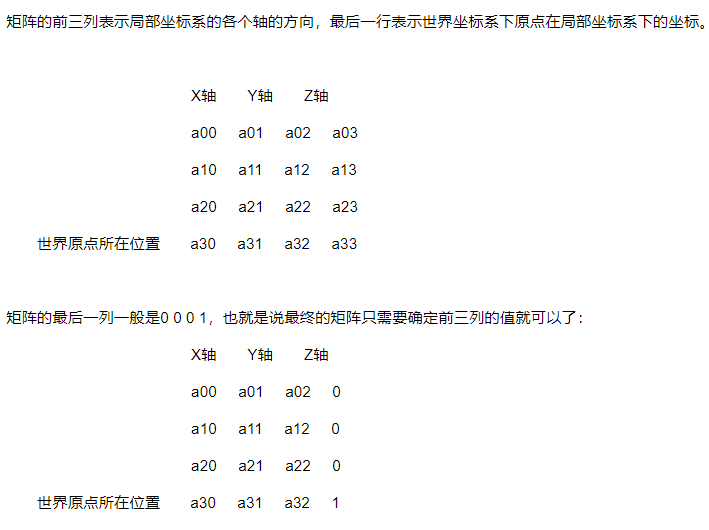 矩阵的前三列表示局部坐标系的各个轴的方向，最后一行表示世界坐标系下原点在局部坐标系下的坐标。
X轴 Y轴 Z轴
a00 a01 a02 a03
a10 a11 a12 a13
a20 a21 a22 a23
世界原点所在位置 a30 a31 a32 a33
矩阵的最后一列一般是0 0 0 1，也就是说最终的矩阵只需要确定前三列的值就可以了：
X轴 Y轴 Z轴
a00 a01 a02 0
a10 a11 a12 0
a20 a21 a22 0
世界原点所在位置 a30 a31 a32 1